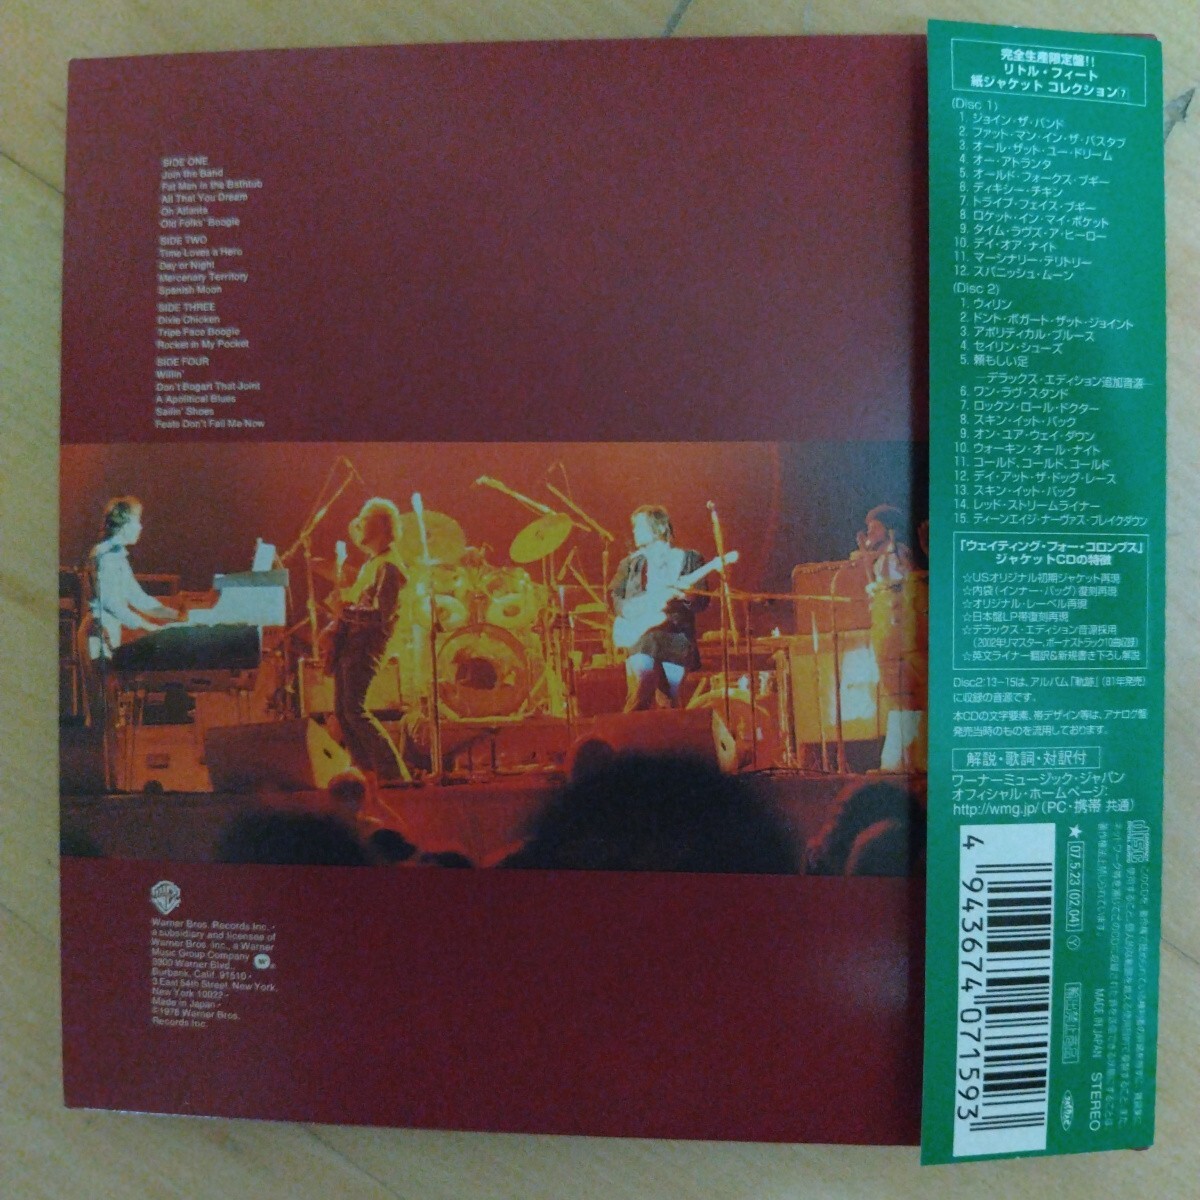 SIDE ONE
Join the Band
Fat Man in the Bathtub
All That You Dream
Oh Atlanta
Old Folks' Boogie
SIDE TWO
Time Loves a Hero
Day or Night
Mercenary Territory
Spanish Moon
SIDE THREE
Dixie Chicken
Tripe Face Boogie
Rocket in My Pocket
SIDE FOUR
Willin'
Don't Bogart That Joint
A Apolitical Blues
Sailin' Shoes
Feats Don't Fail Me Now
Warner Bros. Records Inc. •
a subsidiary and licensee of
Warner Bros. Inc., a Warner
Music Group Company
3300 Warner Blvd.,
Burbank, Calif. 91510 •
3 East 54th Street, New York,
New York 10022 •
Made in Japan •
©1978 Warner Bros.
Records Inc.
完全生産限定盤!!
リトル・フィート
紙ジャケット コレクション⑦
(Disc 1)
1. ジョイン・ザ・バンド
2. ファット・マン・イン・ザ・バスタブ
3. オール・ザット・ユー・ドリーム
4. オー・アトランタ
5. オールド・フォークス・ブギー
6. ディキシー・チキン
7. トライプ・フェイス・ブギー
8. ロケット・イン・マイ・ポケット
9. タイム・ラヴズ・ア・ヒーロー
10. デイ・オア・ナイト
11. マーシナリー・テリトリー
12. スパニッシュ・ムーン
(Disc 2)
1. ウィリン
2. ドント・ボガート・ザット・ジョイント
3. アポリティカル・ブルース
4. セイリン・シューズ
5. 頼もしい足
―デラックス・エディション追加音源―
6. ワン・ラヴ・スタンド
7. ロックン・ロール・ドクター
8. スキン・イット・バック
9. オン・ユア・ウェイ・ダウン
10. ウォーキン・オール・ナイト
11. コールド、コールド、コールド
12. デイ・アット・ザ・ドッグ・レース
13. スキン・イット・バック
14. レッド・ストリームライナー
15. ティーンエイジ・ナーヴァス・ブレイクダウン
「ウェイティング・フォー・コロンブス」
ジャケットCDの特徴
☆USオリジナル初期ジャケット再現
☆内袋(インナー・バッグ)復刻再現
☆オリジナル・レーベル再現
☆日本盤LP帯復刻再現
☆デラックス・エディション音源採用
(2002年リマスター、ボーナストラック10曲収録)
☆英文ライナー翻訳&新規書き下ろし解説
Disc2:13–15は、アルバム『軌跡』(81年発売)
に収録の音源です。
本CDの文字要素、帯デザイン等は、アナログ盤
発売当時のものを流用しております。
解説・歌詞・対訳付
ワーナーミュージック・ジャパン
オフィシャル・ホームページ:
http://wmg.jp/(PC・携帯 共通)
★ 07.5.23 (02.04) Ⓨ
MADE IN JAPAN STEREO
4 943674 071593